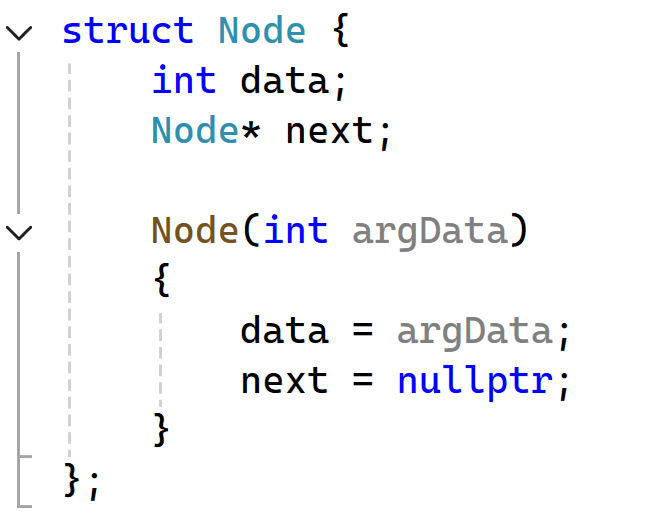 struct Node {
    int data;
    Node* next;

    Node(int argData)
    {
        data = argData;
        next = nullptr;
    }
};